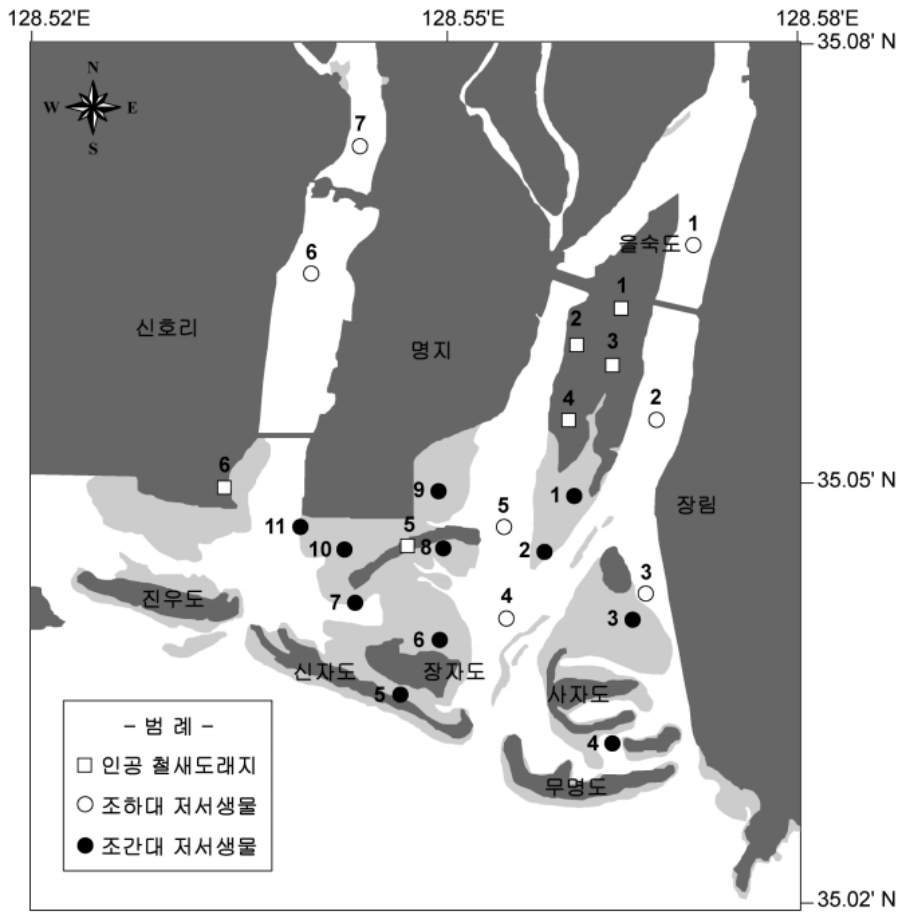 128.52'E 128.55'E 128.58'E
35.08' N
N
W E
S
7
1
을숙도
6
1
신호리
2
3
명지
4
2
6
9
35.05' N
1
장림
5
11
5
10
8
2
3
진우도
7
4
3
6
신자도
장자도
5
사자도
4
– 범 례 –
무명도
인공 철새도래지
조하대 저서생물
조간대 저서생물
35.02' N